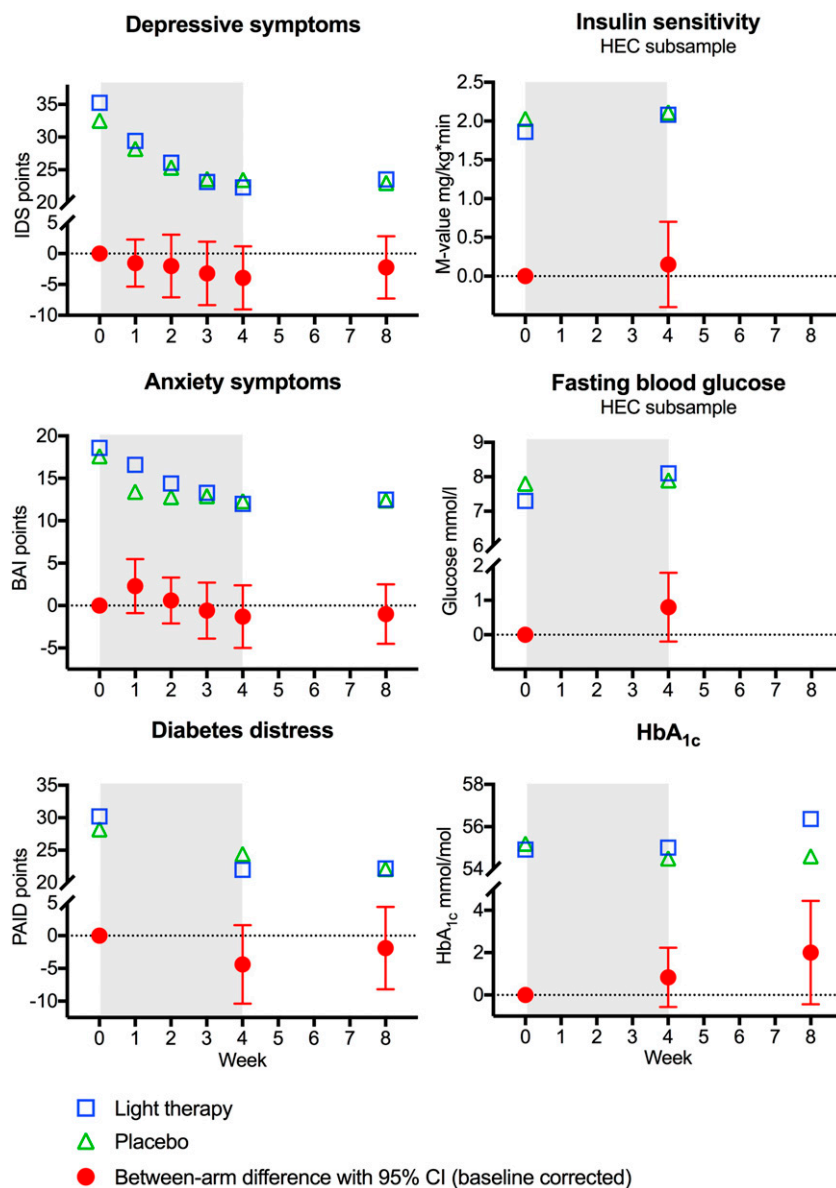 Depressive symptoms
IDS points
35
30
25
20
5
0
-5
-10
0 1 2 3 4 5 6 7 8
Insulin sensitivity
HEC subsample
M-value mg/kg*min
2.5
2.0
1.5
1.0
0.5
0.0
0 1 2 3 4 5 6 7 8
Anxiety symptoms
BAI points
20
15
10
5
0
-5
0 1 2 3 4 5 6 7 8
Fasting blood glucose
HEC subsample
Glucose mmol/l
9
8
7
6
2
1
0
0 1 2 3 4 5 6 7 8
Diabetes distress
PAID points
35
30
25
20
5
0
-5
-10
0 1 2 3 4 5 6 7 8
Week
HbA1c
HbA1c mmol/mol
58
56
54
4
2
0
0 1 2 3 4 5 6 7 8
Week
Light therapy
Placebo
Between-arm difference with 95% CI (baseline corrected)